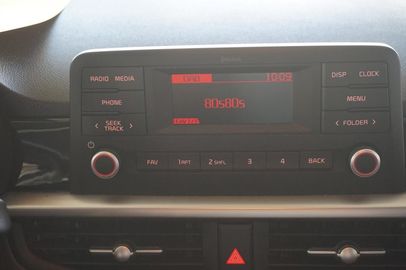 RADIO MEDIA
DAB 10:09
DISP CLOCK
80s80s
PHONE
MENU
< SEEK TRACK >
< FOLDER >
FAV 1 RPT 2 SHFL 3 4 BACK